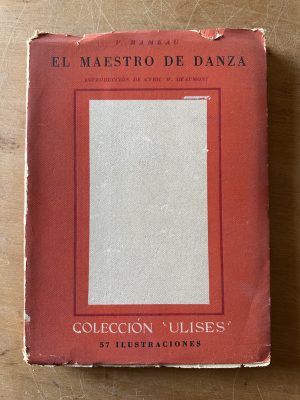 P. RAMEAU
EL MAESTRO DE DANZA
INTRODUCCIÓN DE CYRIL W. BEAUMONT
COLECCIÓN 'ULISES'
57 ILUSTRACIONES